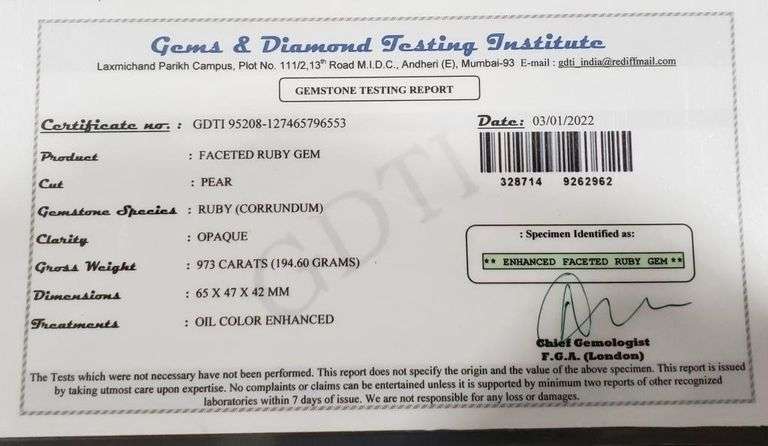 Gems & Diamond Testing Institute
Laxmichand Parikh Campus, Plot No. 111/2,13th Road M.I.D.C., Andheri (E), Mumbai-93 E-mail : gdti_india@rediffmail.com
GEMSTONE TESTING REPORT
Certificate no. : GDTI 95208-127465796553
Date: 03/01/2022
Product : FACETED RUBY GEM
328714 9262962
Cut : PEAR
Gemstone Species : RUBY (CORRUNDUM)
Clarity : OPAQUE
: Specimen Identified as:
Gross Weight : 973 CARATS (194.60 GRAMS)
** ENHANCED FACETED RUBY GEM **
Dimensions : 65 X 47 X 42 MM
Treatments : OIL COLOR ENHANCED
Chief Gemologist
F.G.A. (London)
The Tests which were not necessary have not been performed. This report does not specify the origin and the value of the above specimen. This report is issued
by taking utmost care upon expertise. No complaints or claims can be entertained unless it is supported by minimum two reports of other recognized
laboratories within 7 days of issue. We are not responsible for any loss or damages.
GDTI